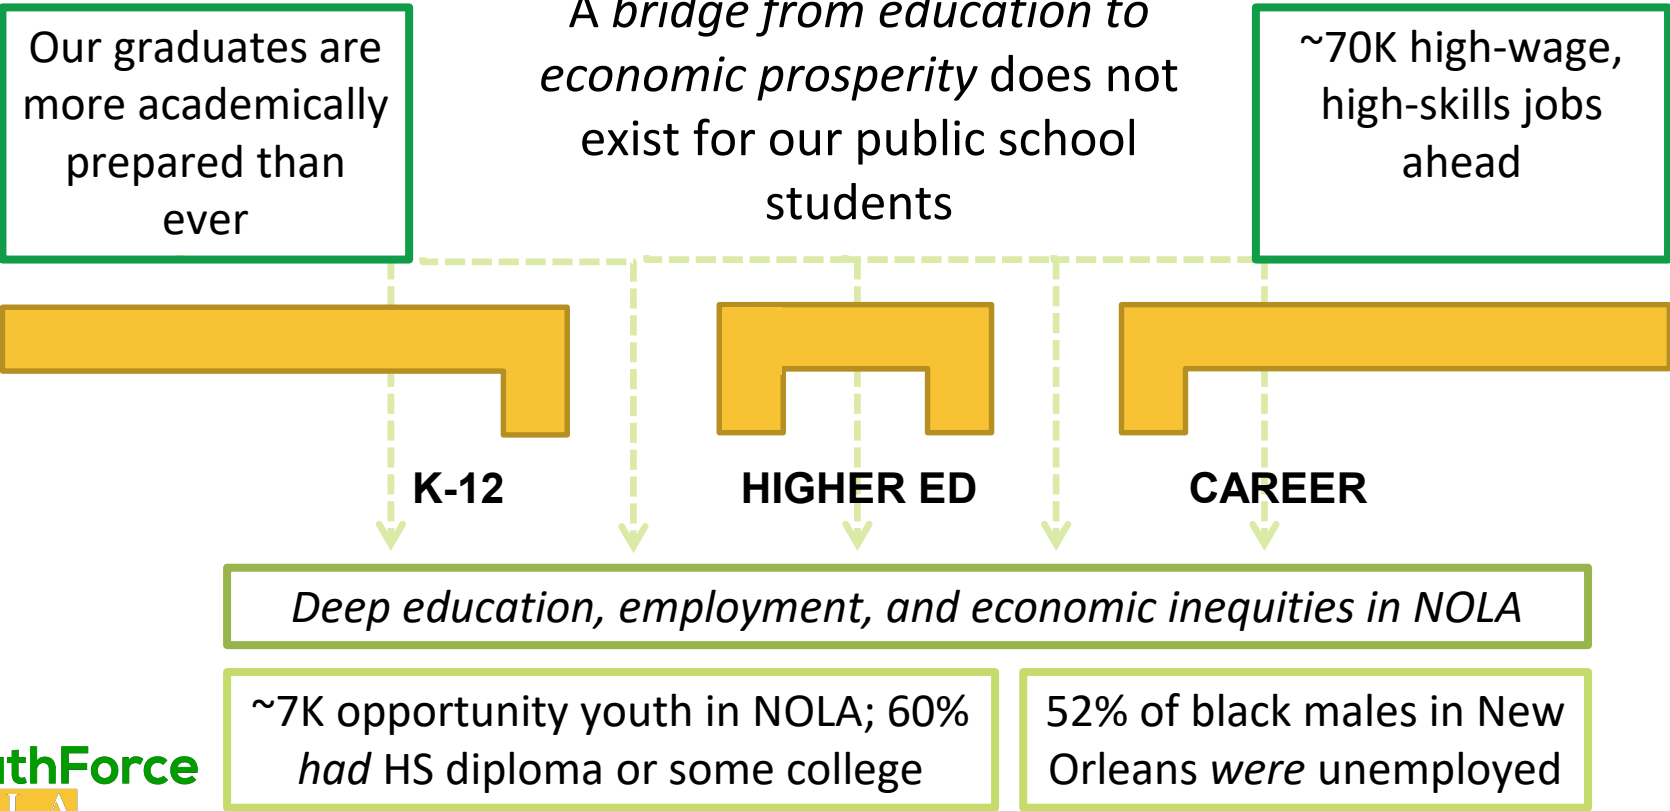 Our graduates are
more academically
prepared than
ever
A bridge from education to
economic prosperity does not
exist for our public school
students
~70K high-wage,
high-skills jobs
ahead
K-12
HIGHER ED
CAREER
Deep education, employment, and economic inequities in NOLA
~7K opportunity youth in NOLA; 60%
had HS diploma or some college
52% of black males in New
Orleans were unemployed
uthForce
LA